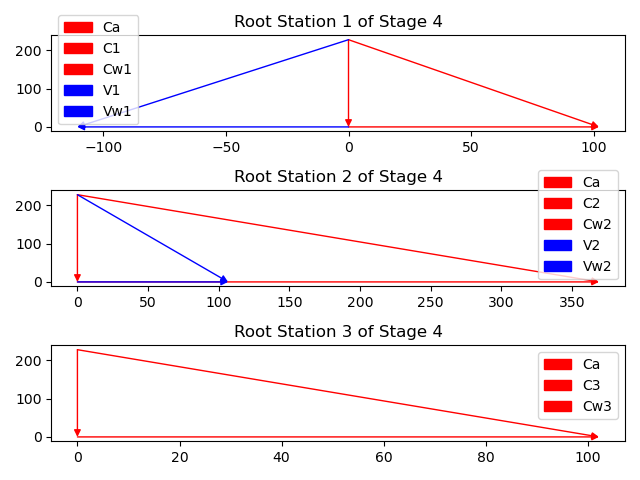 Root Station 1 of Stage 4
Ca
C1
Cw1
V1
Vw1
200
100
0
−100
−50
0
50
100
Root Station 2 of Stage 4
Ca
C2
Cw2
V2
Vw2
200
100
0
0
50
100
150
200
250
300
350
Root Station 3 of Stage 4
Ca
C3
Cw3
200
100
0
0
20
40
60
80
100